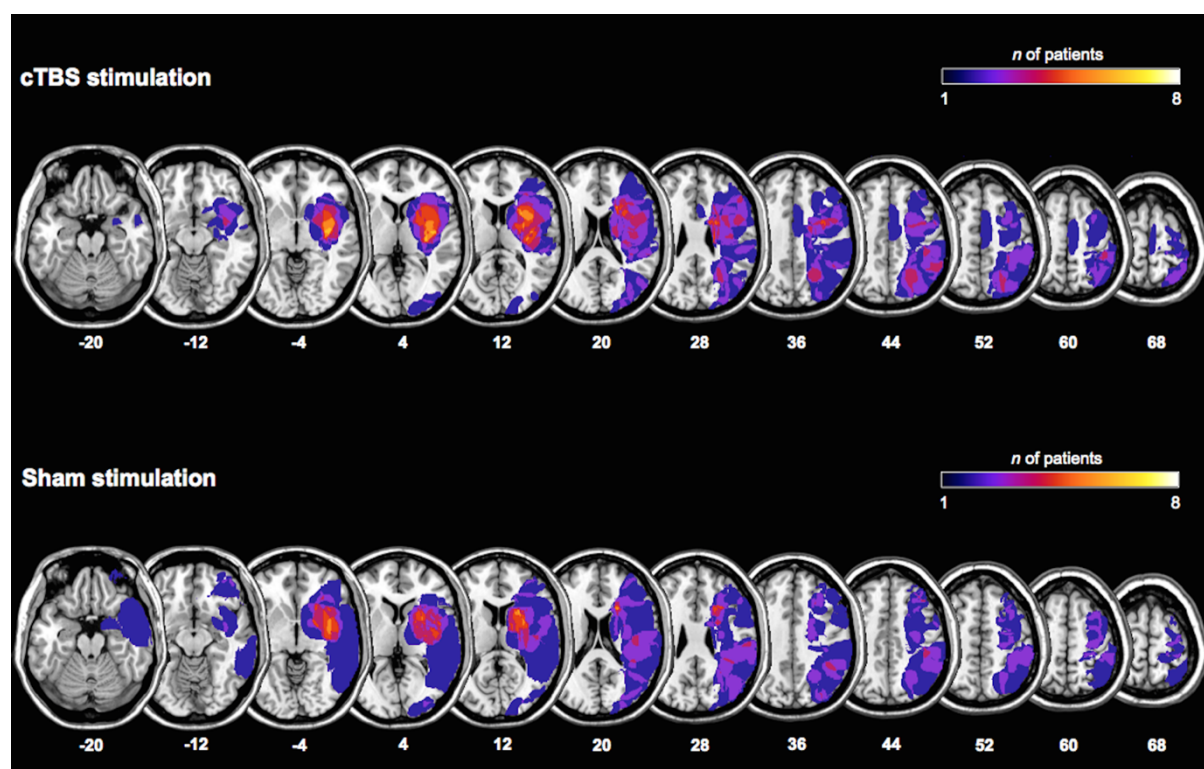 n of patients
cTBS stimulation
1 8
-20 -12 -4 4 12 20 28 36 44 52 60 68
n of patients
Sham stimulation
1 8
-20 -12 -4 4 12 20 28 36 44 52 60 68